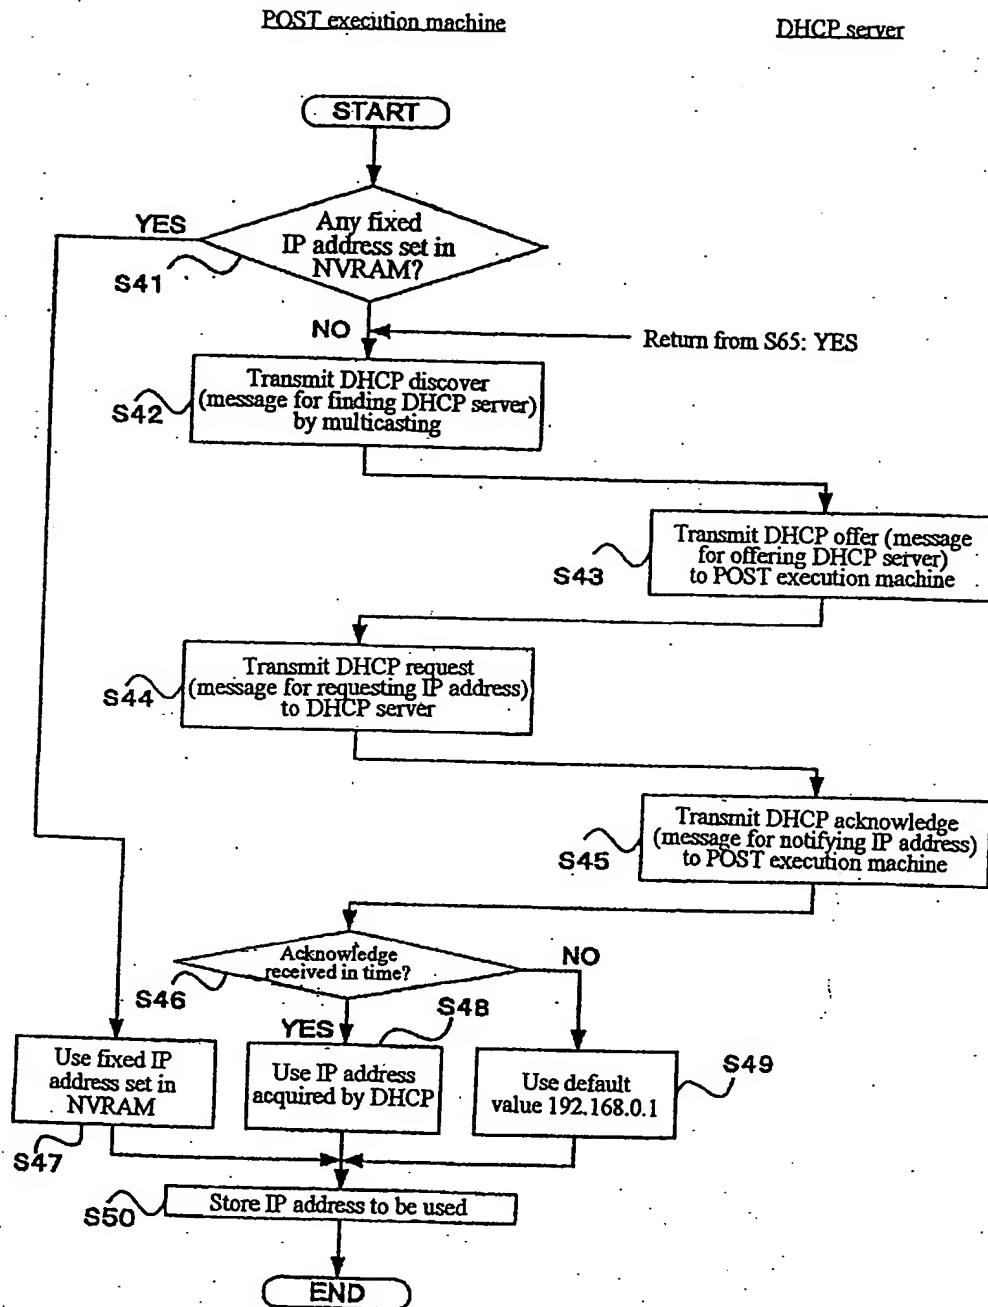 POST execution machine
DHCP server
START
YES
Any fixed
IP address set in
NVRAM?
S41
NO
Return from S65: YES
Transmit DHCP discover
(message for finding DHCP server)
by multicasting
S42
Transmit DHCP offer (message
for offering DHCP server)
to POST execution machine
S43
Transmit DHCP request
(message for requesting IP address)
to DHCP server
S44
Transmit DHCP acknowledge
(message for notifying IP address)
to POST execution machine
S45
Acknowledge
received in time?
NO
S46
YES
S48
Use fixed IP
address set in
NVRAM
Use IP address
acquired by DHCP
Use default
value 192.168.0.1
S49
S47
Store IP address to be used
S50
END